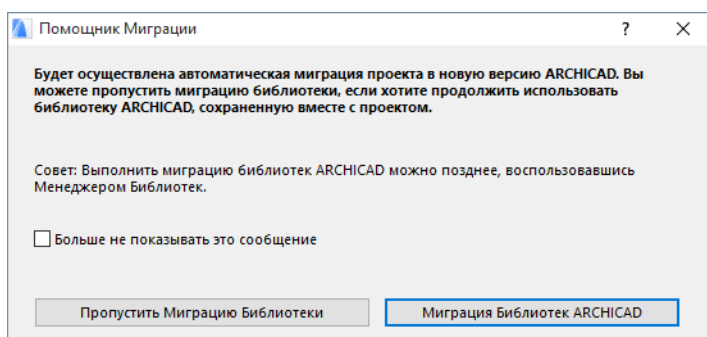 Помощник Миграции
?
Будет осуществлена автоматическая миграция проекта в новую версию ARCHICAD. Вы
можете пропустить миграцию библиотеки, если хотите продолжить использовать
библиотеку ARCHICAD, сохраненную вместе с проектом.
Совет: Выполнить миграцию библиотек ARCHICAD можно позднее, воспользовавшись
Менеджером Библиотек.
Больше не показывать это сообщение
Пропустить Миграцию Библиотеки
Миграция Библиотек ARCHICAD